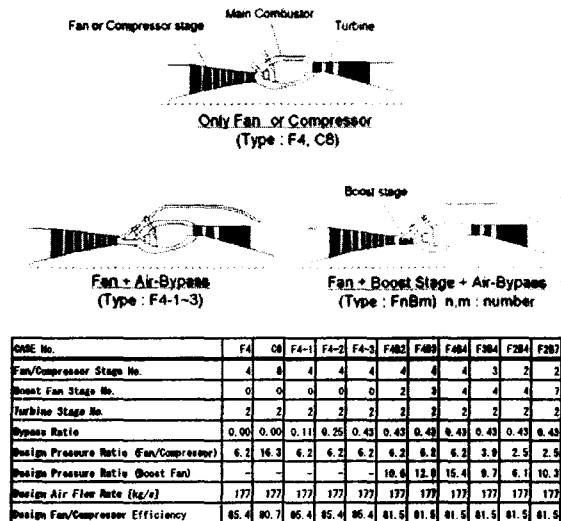 Main Combustor
Fan or Compressor stage
Turbine
Only Fan or Compressor
(Type : F4, C8)
Boost stage
Fan + Air-Bypass
(Type : F4-1~3)
Fan + Boost Stage + Air-Bypass
(Type : FnBm) n,m : number
CASE No. F4 C8 F4-1 F4-2 F4-3 F4B2 F4B3 F4B4 F3B4 F2B4 F2B7
Fan/Compressor Stage No. 4 8 4 4 4 4 4 4 3 2 2
Boost Fan Stage No. 0 0 0 0 0 2 3 4 4 4 7
Turbine Stage No. 2 2 2 2 2 2 2 2 2 2 2
Bypass Ratio 0.00 0.00 0.11 0.25 0.43 0.43 0.43 0.43 0.43 0.43 0.43
Design Pressure Ratio (Fan/Compressor) 6.2 16.3 6.2 6.2 6.2 6.2 6.2 6.2 3.9 2.5 2.5
Design Pressure Ratio (Boost Fan) - - - - - 10.6 12.8 15.4 9.7 6.1 10.3
Design Air Flow Rate [kg/s] 177 177 177 177 177 177 177 177 177 177 177
Design Fan/Compressor Efficiency 85.4 80.7 85.4 85.4 85.4 81.5 81.5 81.5 81.5 81.5 81.5